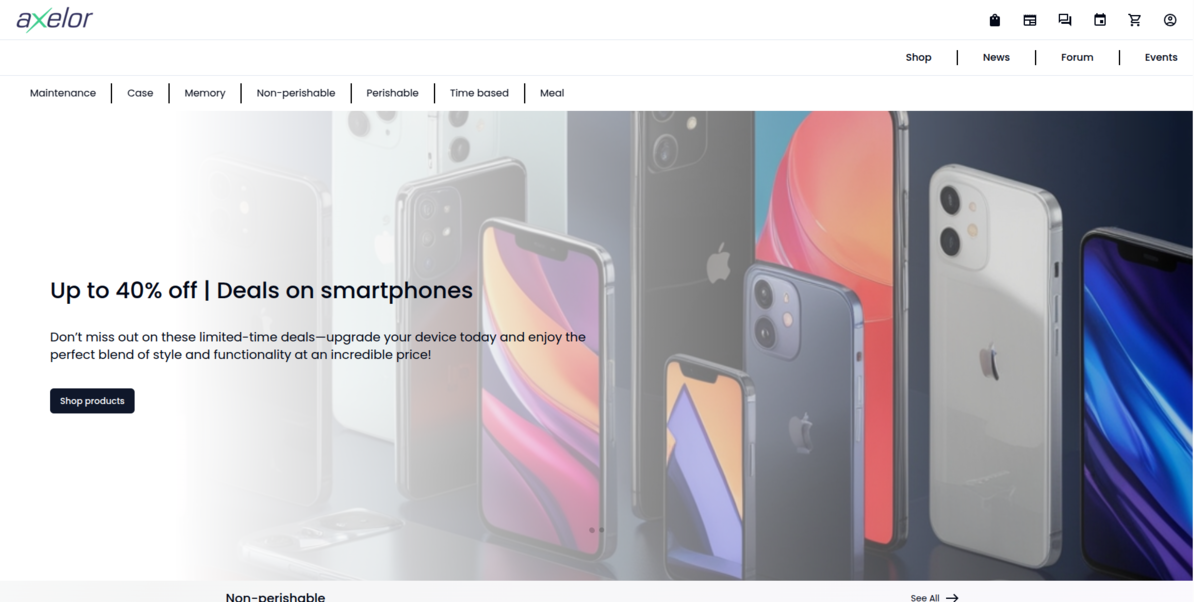 axelor
Shop News Forum Events
Maintenance Case Memory Non-perishable Perishable Time based Meal
Up to 40% off | Deals on smartphones
Don’t miss out on these limited-time deals—upgrade your device today and enjoy the
perfect blend of style and functionality at an incredible price!
Shop products
Non-perishable See All